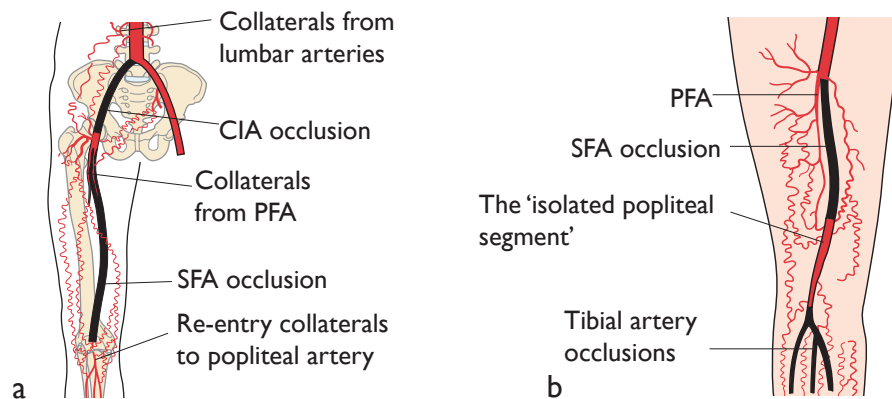 Collaterals from
lumbar arteries
CIA occlusion
Collaterals
from PFA
SFA occlusion
Re-entry collaterals
to popliteal artery
a
PFA
SFA occlusion
The ‘isolated popliteal
segment’
Tibial artery
occlusions
b